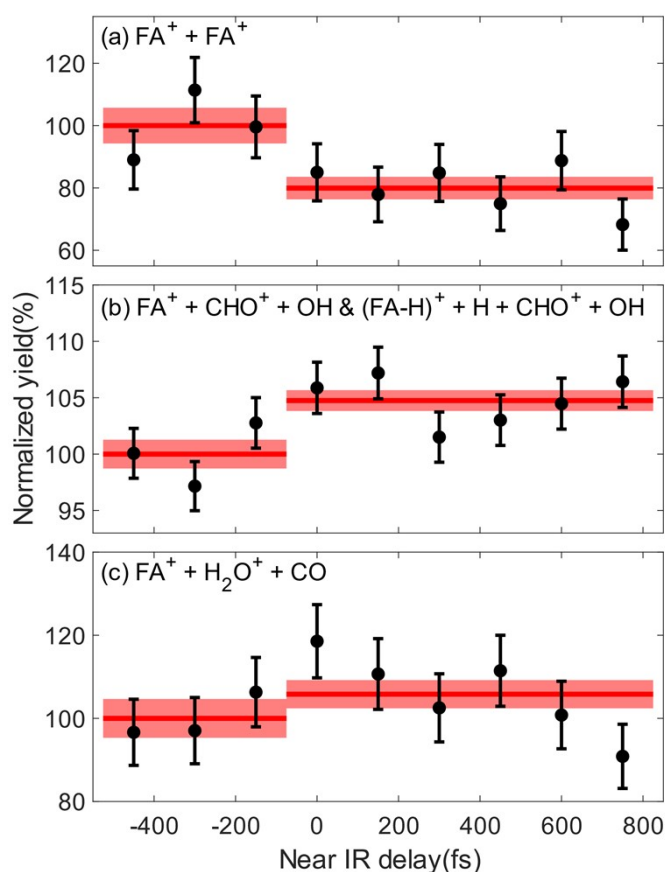 (a) FA⁺ + FA⁺
120
100
80
60
(b) FA⁺ + CHO⁺ + OH & (FA-H)⁺ + H + CHO⁺ + OH
115
110
105
100
95
Normalized yield(%)
(c) FA⁺ + H₂O⁺ + CO
140
120
100
80
-400 -200 0 200 400 600 800
Near IR delay(fs)